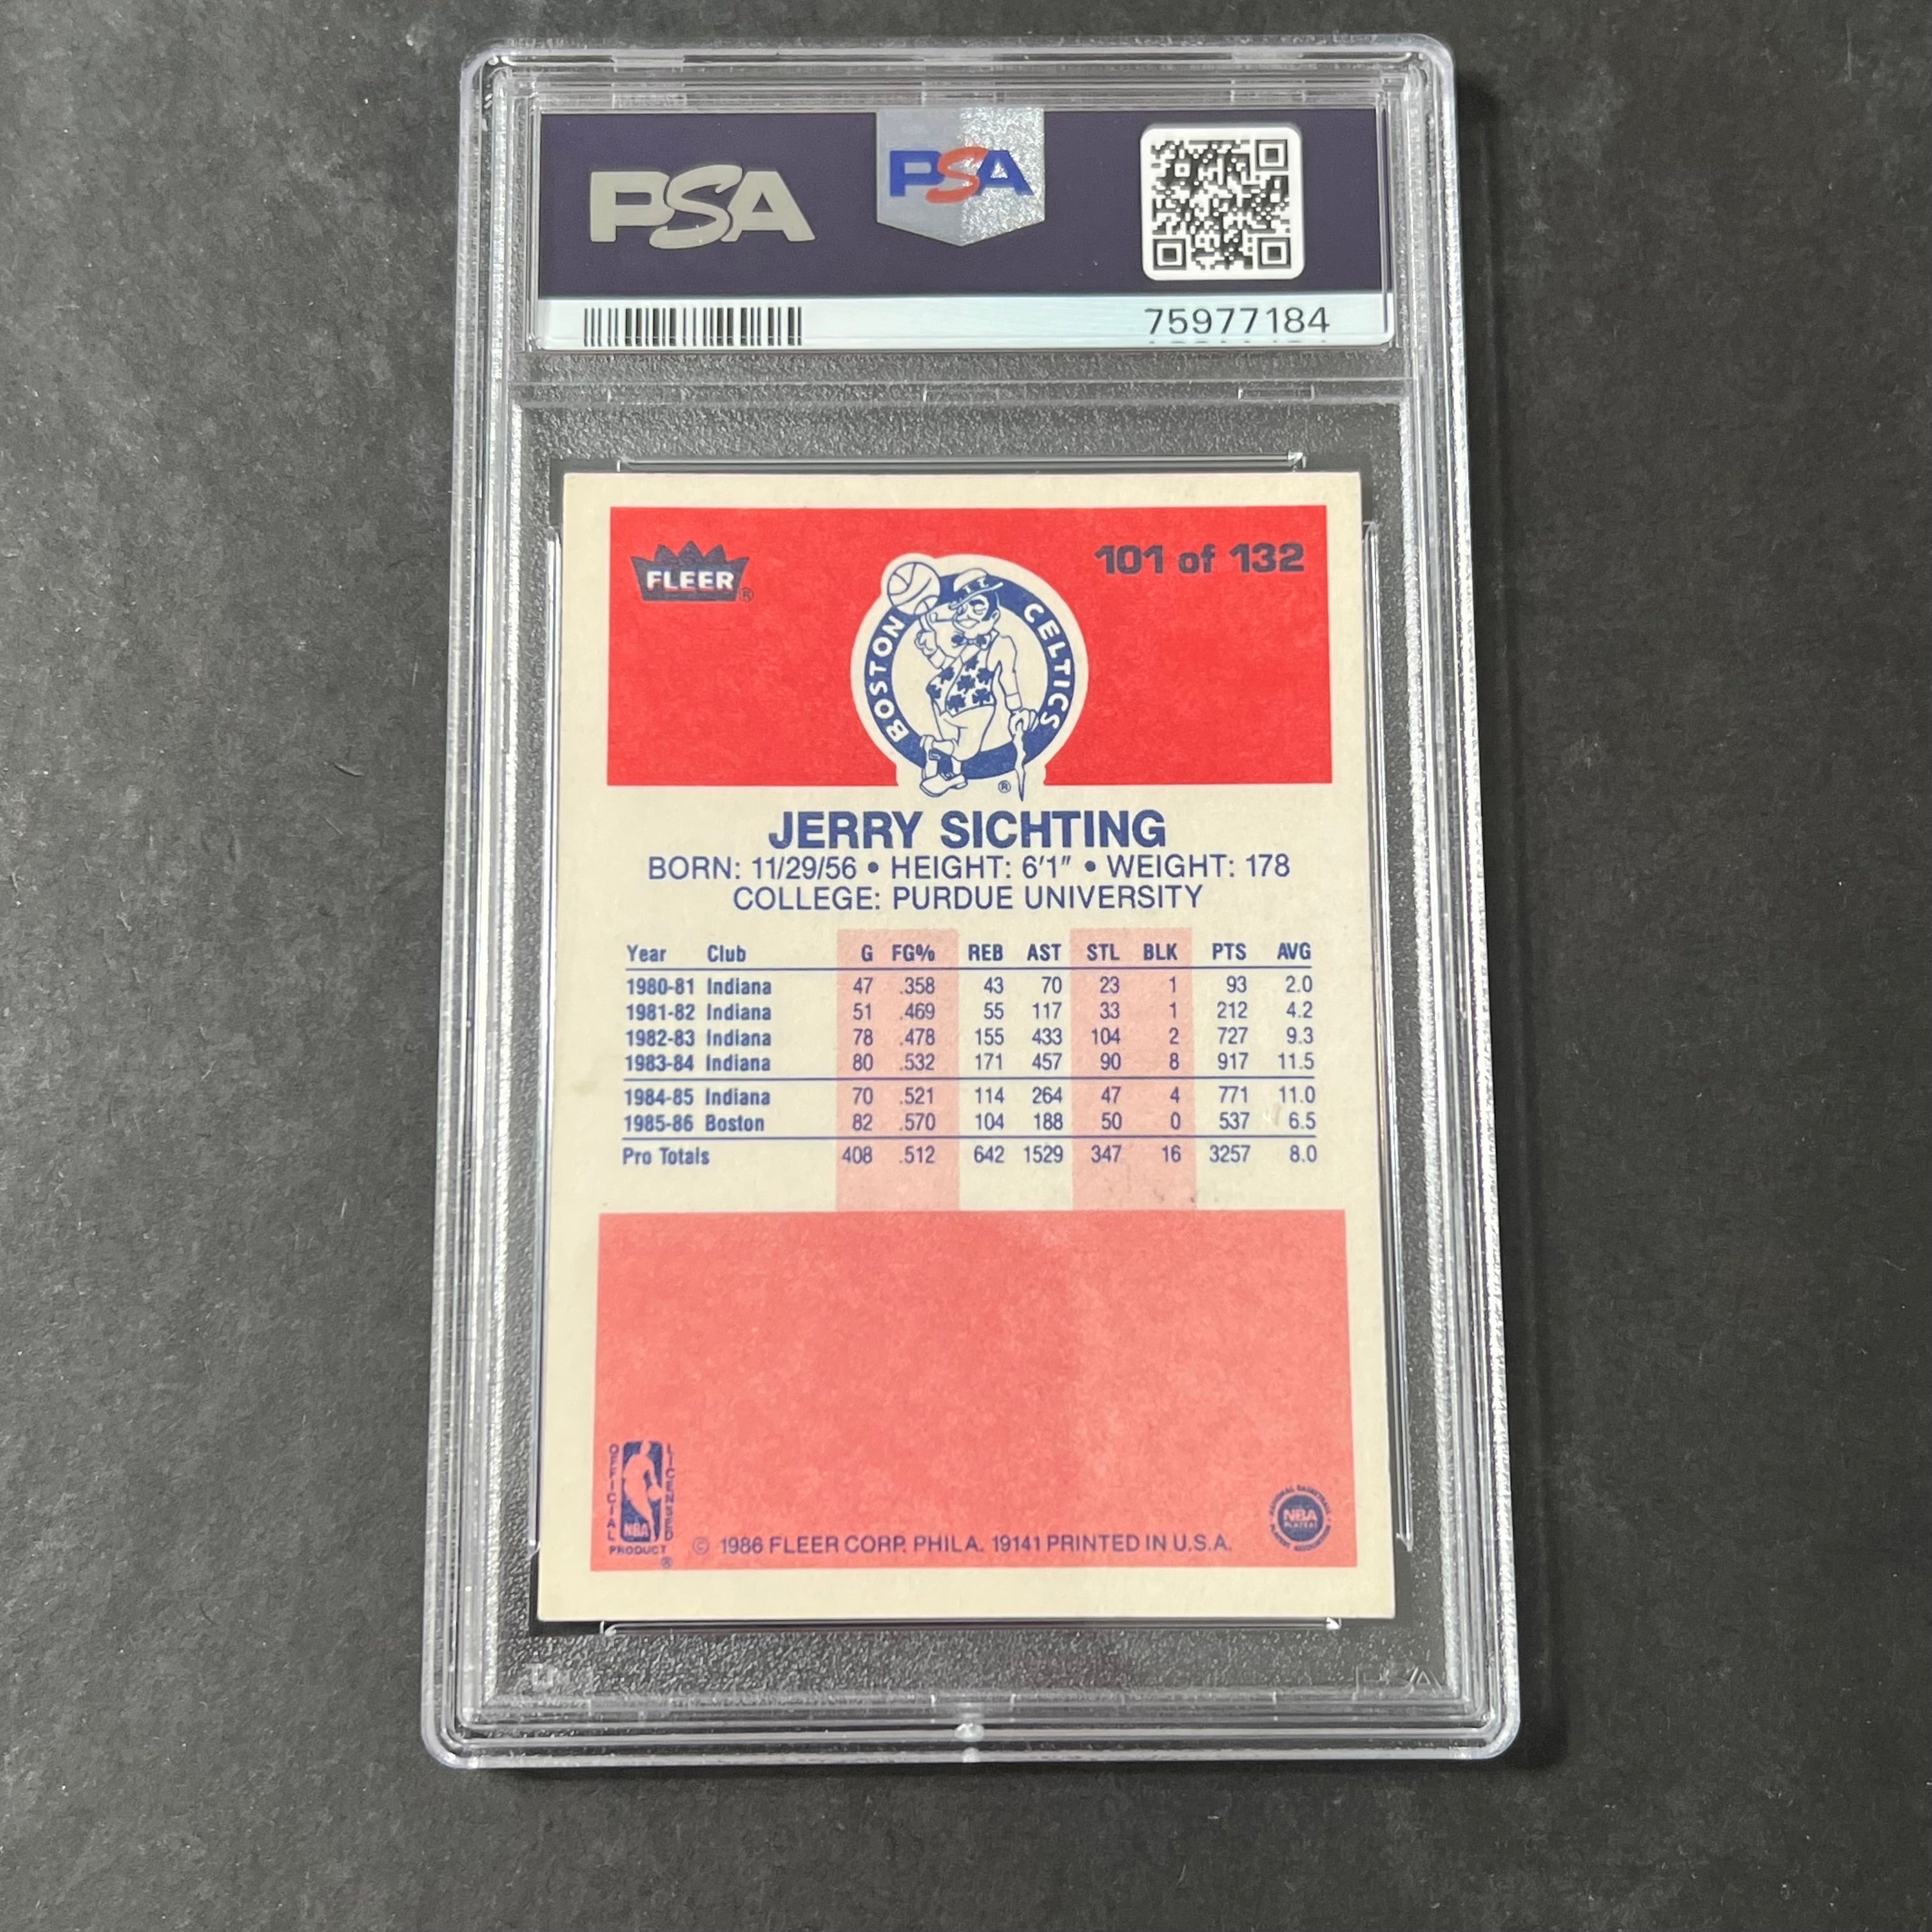 PSA PSA
75977184
FLEER ® 101 of 132
BOSTON CELTICS
®
JERRY SICHTING
BORN: 11/29/56 • HEIGHT: 6'1" • WEIGHT: 178
COLLEGE: PURDUE UNIVERSITY
Year Club G FG% REB AST STL BLK PTS AVG
1980-81 Indiana 47 .358 43 70 23 1 93 2.0
1981-82 Indiana 51 .469 55 117 33 1 212 4.2
1982-83 Indiana 78 .478 155 433 104 2 727 9.3
1983-84 Indiana 80 .532 171 457 90 8 917 11.5
1984-85 Indiana 70 .521 114 264 47 4 771 11.0
1985-86 Boston 82 .570 104 188 50 0 537 6.5
Pro Totals 408 .512 642 1529 347 16 3257 8.0
OFFICIAL LICENSED
NBA
PRODUCT ®
© 1986 FLEER CORP. PHILA. 19141 PRINTED IN U.S.A.
NATIONAL BASKETBALL
NBA
PLAYERS
PLAYERS ASSOCIATION
PSA